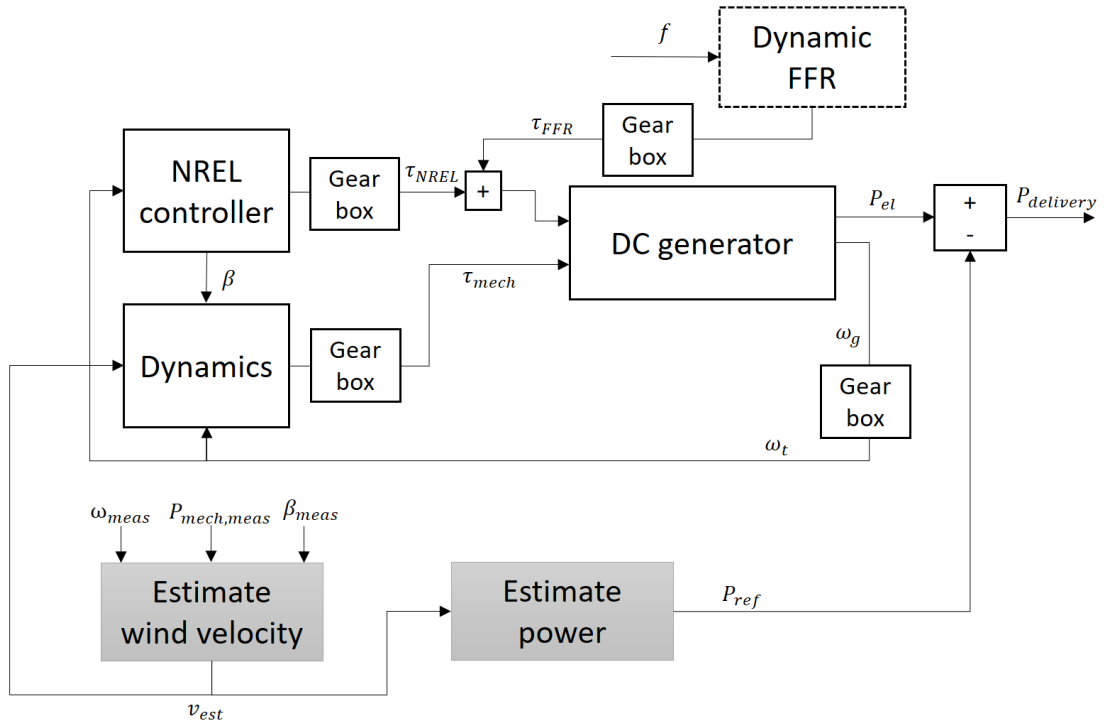 f
Dynamic
FFR
τ_FFR
Gear
box
NREL
controller
Gear
box
τ_NREL
+
DC generator
P_el
+
-
P_delivery
β
τ_mech
Dynamics
Gear
box
ω_g
Gear
box
ω_t
ω_meas
P_mech,meas
β_meas
Estimate
wind velocity
Estimate
power
P_ref
v_est